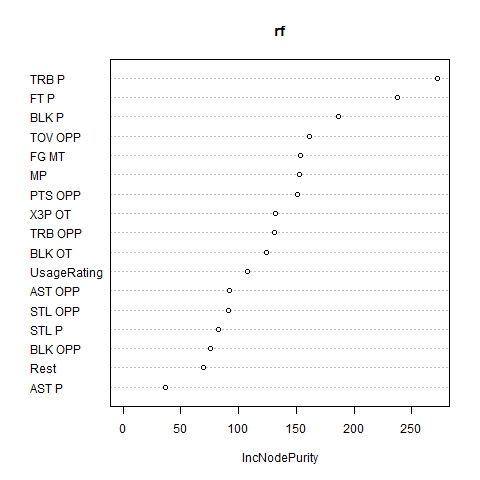 rf
TRB P
FT P
BLK P
TOV OPP
FG MT
MP
PTS OPP
X3P OT
TRB OPP
BLK OT
UsageRating
AST OPP
STL OPP
STL P
BLK OPP
Rest
AST P
0 50 100 150 200 250
IncNodePurity